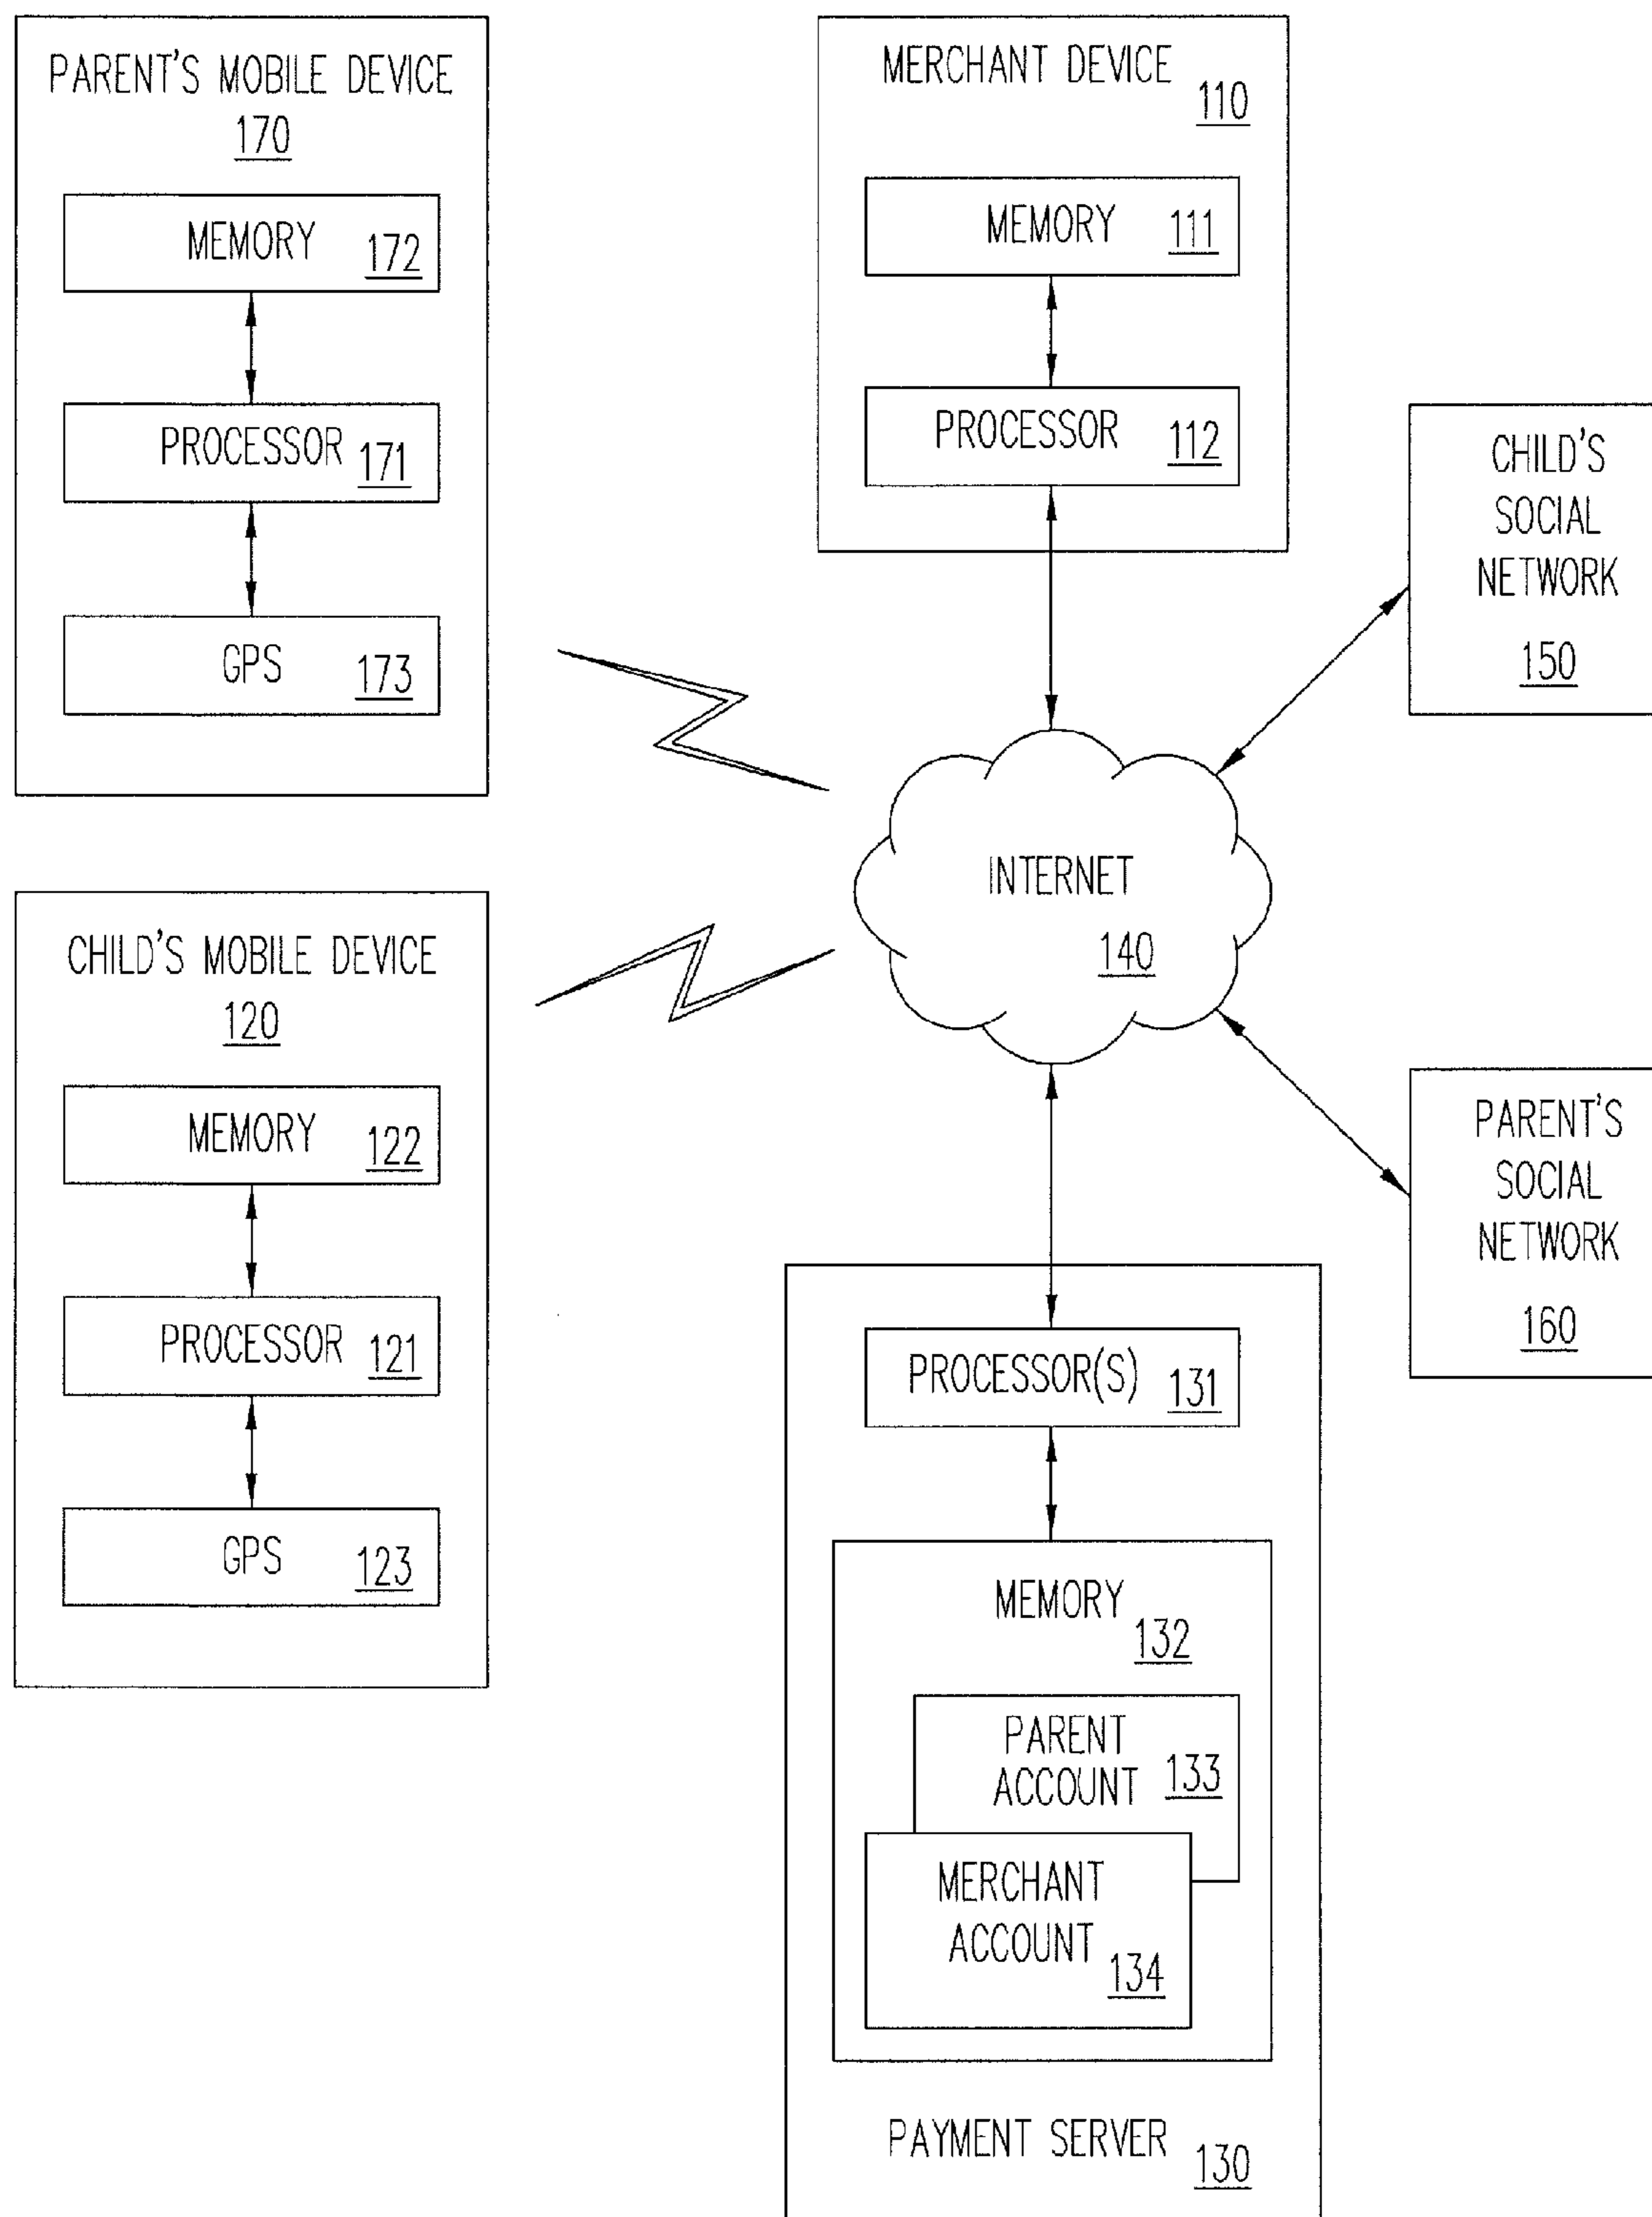 PARENT'S MOBILE DEVICE
170
MEMORY 172
PROCESSOR 171
GPS 173
MERCHANT DEVICE 110
MEMORY 111
PROCESSOR 112
CHILD'S
SOCIAL
NETWORK
150
INTERNET
140
CHILD'S MOBILE DEVICE
120
MEMORY 122
PROCESSOR 121
GPS 123
PARENT'S
SOCIAL
NETWORK
160
PROCESSOR(S) 131
MEMORY 132
PARENT
ACCOUNT 133
MERCHANT
ACCOUNT 134
PAYMENT SERVER 130